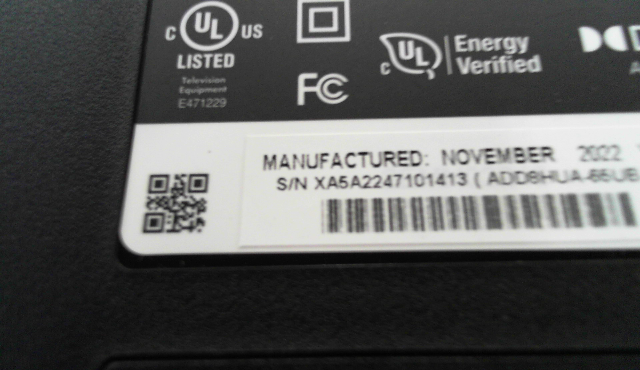 c UL US
LISTED
Television
Equipment
E471229
FC
c UL Energy
Verified
MANUFACTURED: NOVEMBER 2022
S/N XA5A2247101413 (